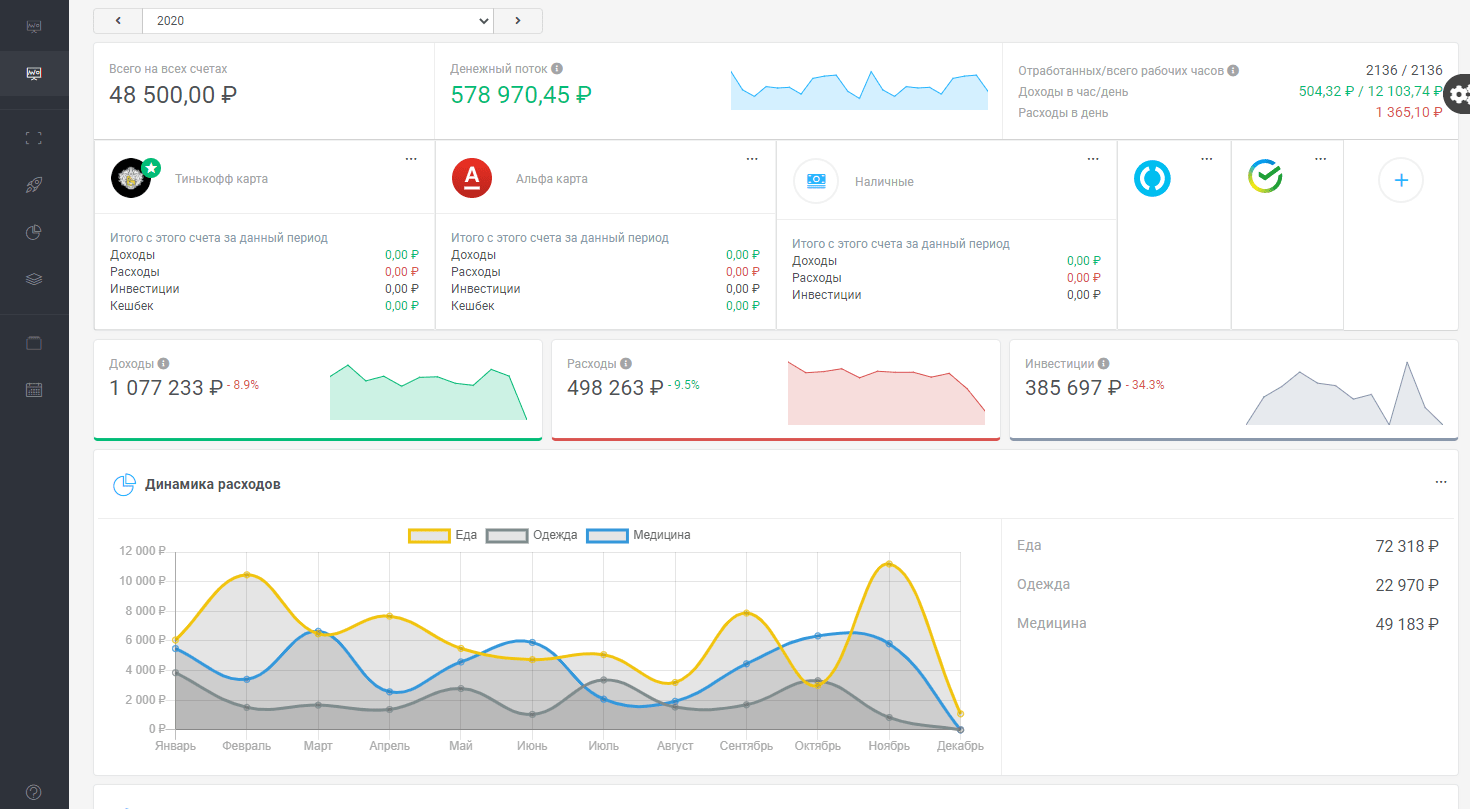 2020
Всего на всех счетах
48 500,00 ₽
Денежный поток
578 970,45 ₽
Отработанных/всего рабочих часов
2136 / 2136
Доходы в час/день
504,32 ₽ / 12 103,74 ₽
Расходы в день
1 365,10 ₽
Тинькофф карта
Итого с этого счета за данный период
Доходы 0,00 ₽
Расходы 0,00 ₽
Инвестиции 0,00 ₽
Кешбек 0,00 ₽
Альфа карта
Итого с этого счета за данный период
Доходы 0,00 ₽
Расходы 0,00 ₽
Инвестиции 0,00 ₽
Кешбек 0,00 ₽
Наличные
Итого с этого счета за данный период
Доходы 0,00 ₽
Расходы 0,00 ₽
Инвестиции 0,00 ₽
Доходы
1 077 233 ₽ - 8.9%
Расходы
498 263 ₽ - 9.5%
Инвестиции
385 697 ₽ - 34.3%
Динамика расходов
Еда Одежда Медицина
12 000 ₽
10 000 ₽
8 000 ₽
6 000 ₽
4 000 ₽
2 000 ₽
0 ₽
Январь Февраль Март Апрель Май Июнь Июль Август Сентябрь Октябрь Ноябрь Декабрь
Еда 72 318 ₽
Одежда 22 970 ₽
Медицина 49 183 ₽